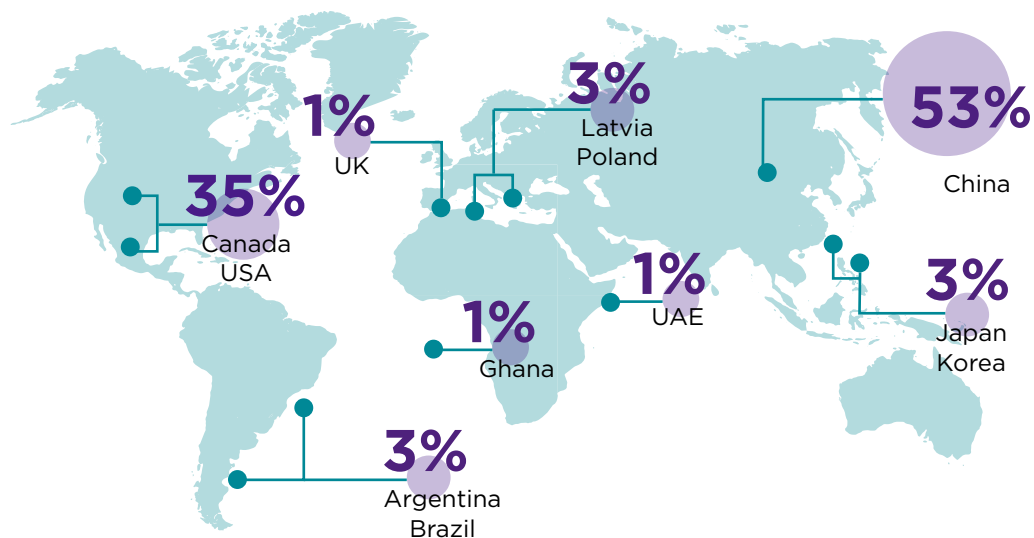 1%
UK
3%
Latvia
Poland
53%
China
35%
Canada
USA
1%
UAE
3%
Japan
Korea
1%
Ghana
3%
Argentina
Brazil